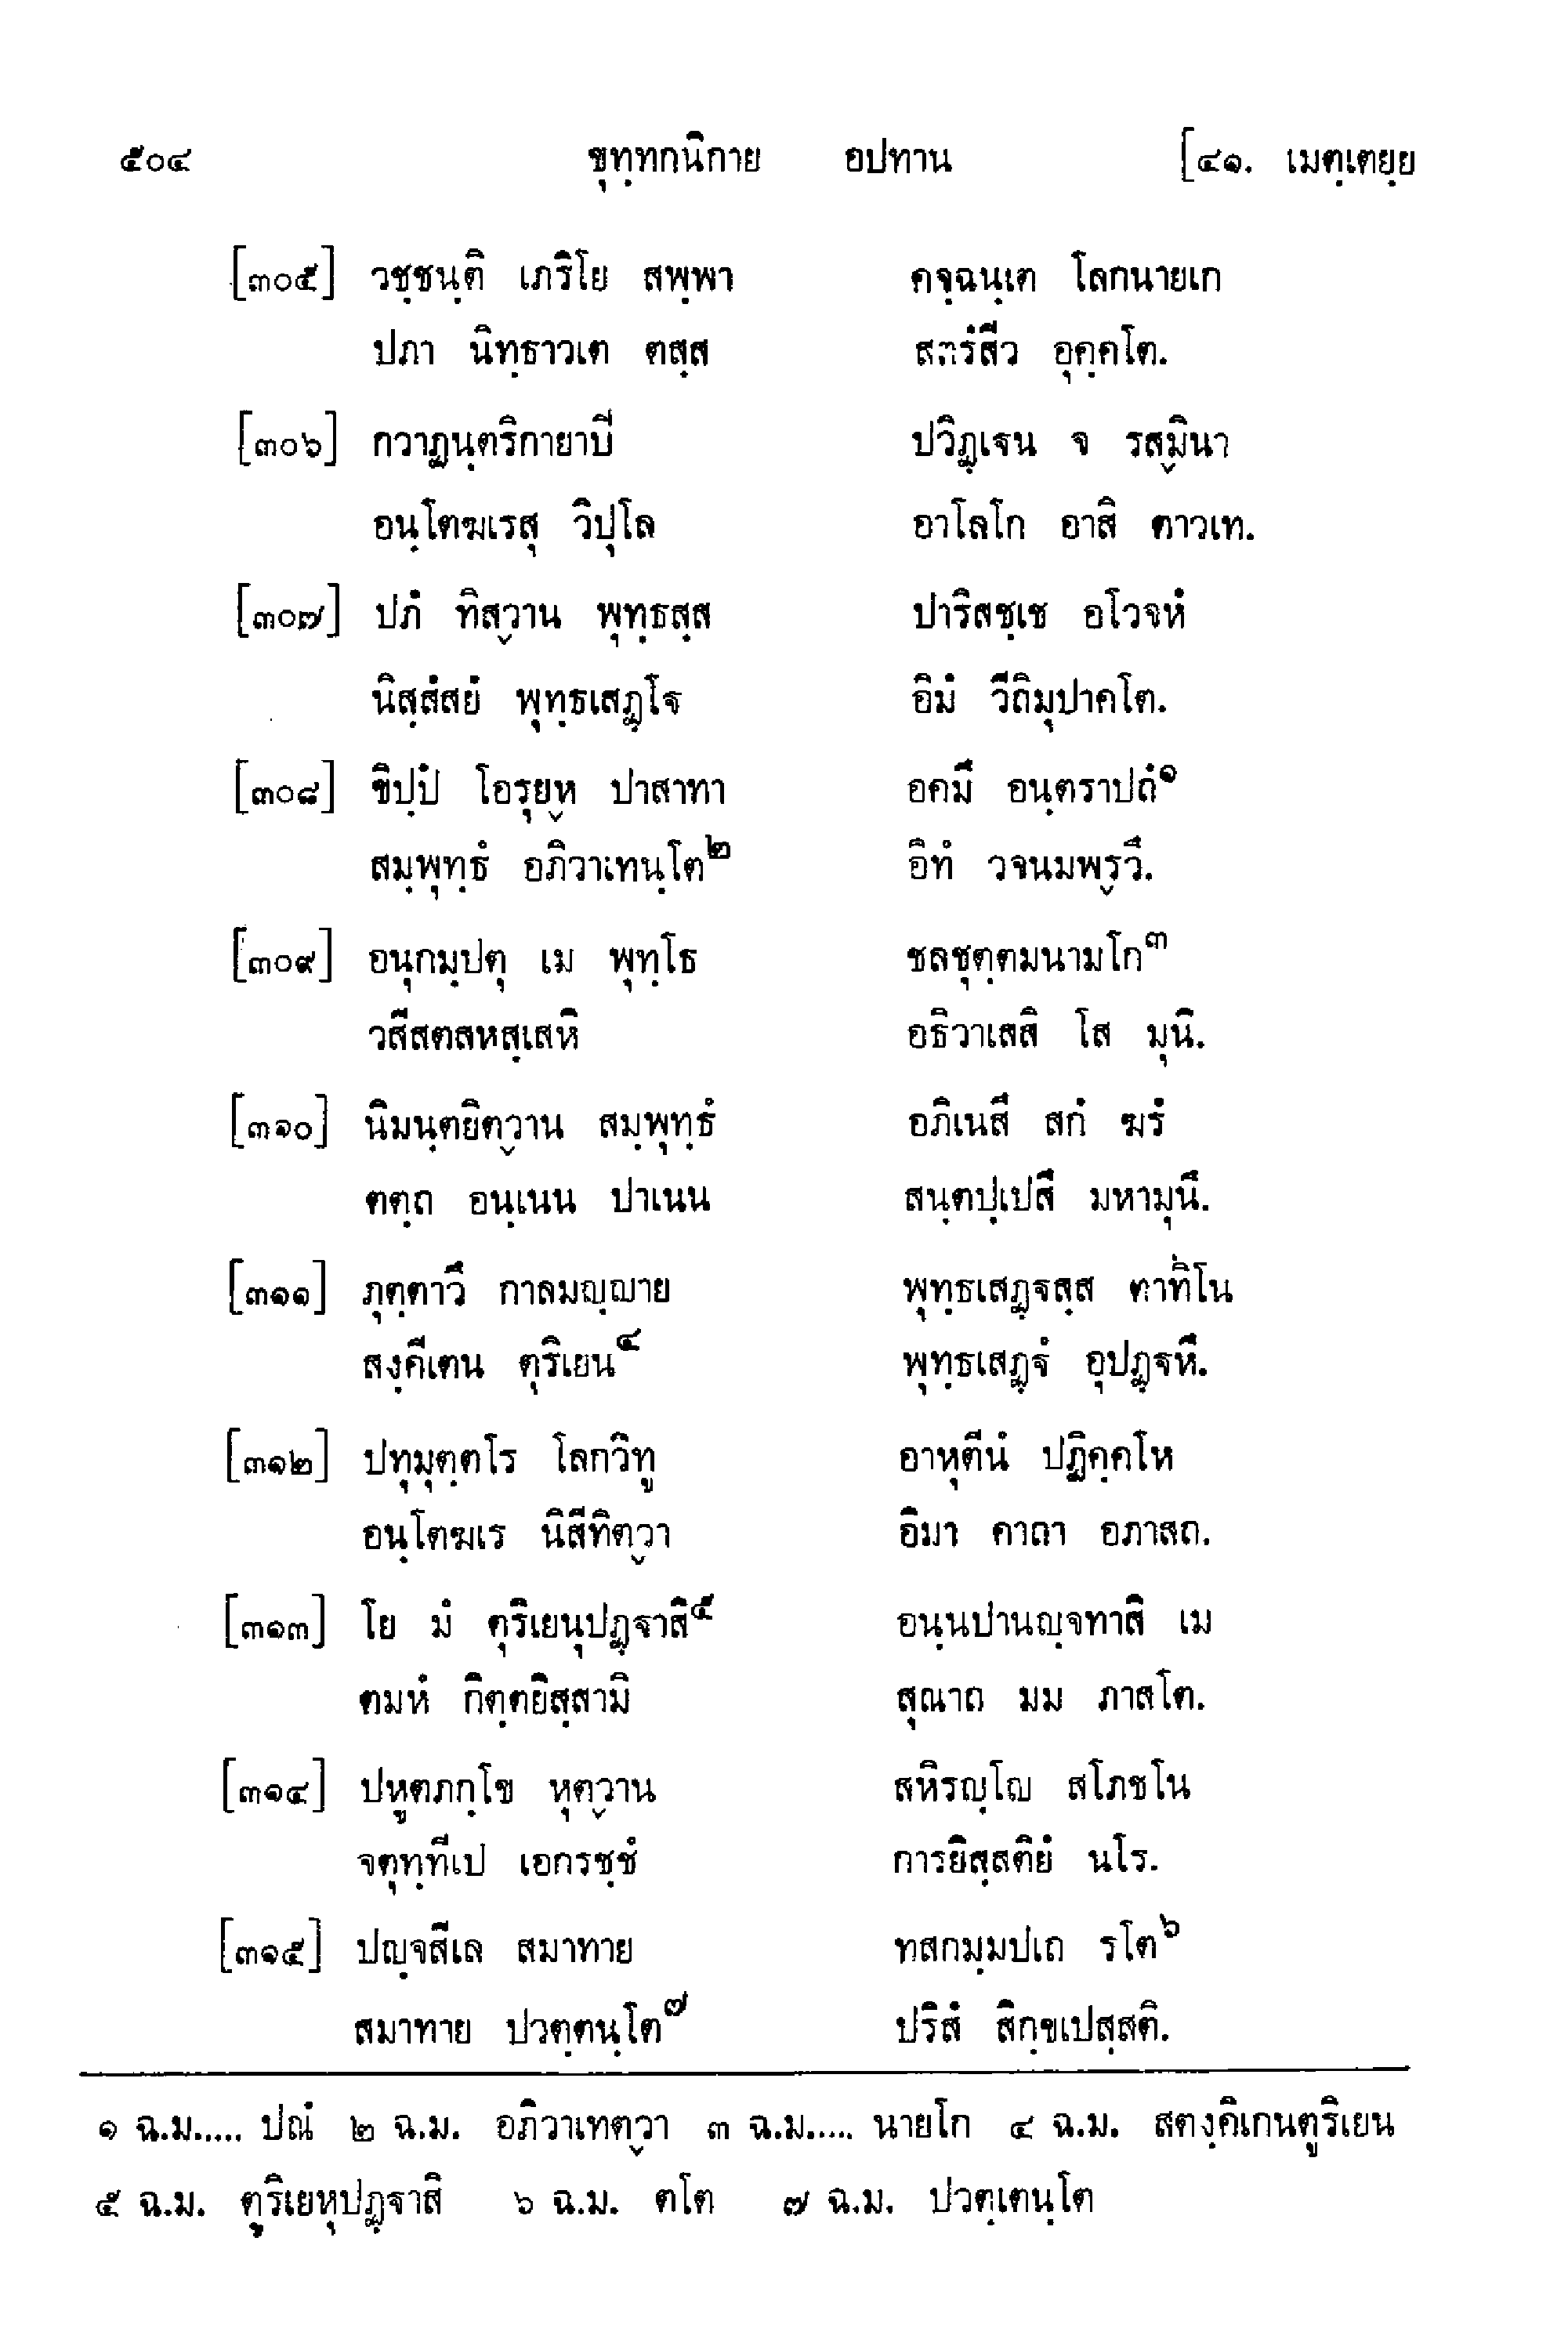 ๕๐๔ ขุทฺทกนิกาย อปทาน [๔๑. เมตฺเตยฺย
[๓๐๕] วชฺชนฺติ เภริโย สพฺพา คจฺฉนฺเต โลกนายเก
ปภา นิทฺธาวเต ตสฺส สตรํสีว อุคฺคโต.
[๓๐๖] กวาฏนฺตริกายาปี ปวิฏฺเฐน จ รสฺมินา
อนฺโตฆเรสุ วิปุโล อาโลโก อาสิ ตาวเท.
[๓๐๗] ปภํ ทิสฺวาน พุทฺธสฺส ปาริสชฺเช อโวจหํ
นิสฺสํสยํ พุทฺธเสฏฺโฐ อิมํ วีถิมุปาคโต.
[๓๐๘] ขิปฺปํ โอรุยฺห ปาสาทา อคมึ อนฺตราปถํ๑
สมฺพุทฺธํ อภิวาเทนฺโต๒ อิทํ วจนมพฺรวึ.
[๓๐๙] อนุกมฺปตุ เม พุทฺโธ ชลชุตฺตมนามโก๓
วสีสตสหสฺเสหิ อธิวาเสสิ โส มุนิ.
[๓๑๐] นิมนฺตยิตฺวาน สมฺพุทฺธํ อภิเนสึ สกํ ฆรํ
ตตฺถ อนฺเนน ปาเนน สนฺตปฺเปสึ มหามุนึ.
[๓๑๑] ภุตฺตาวึ กาลมญฺญาย พุทฺธเสฏฺฐสฺส ตาทิโน
สงฺคีเตน ตุริเยน๔ พุทฺธเสฏฺฐํ อุปฏฺฐหึ.
[๓๑๒] ปทุมุตฺตโร โลกวิทู อาหุตีนํ ปฏิคฺคโห
อนฺโตฆเร นิสีทิตฺวา อิมา คาถา อภาสถ.
[๓๑๓] โย มํ ตุริเยนุปฏฺฐาสิ๕ อนฺนปานญฺจทาสิ เม
ตมหํ กิตฺตยิสฺสามิ สุณาถ มม ภาสโต.
[๓๑๔] ปหูตภกฺโข หุตฺวาน สหิรญฺโญ สโภชโน
จตุทฺทีเป เอกรชฺชํ การยิสฺสติยํ นโร.
[๓๑๕] ปญฺจสีเล สมาทาย ทสกมฺมปเถ รโต๖
สมาทาย ปวตฺตนฺโต๗ ปริสํ สิกฺขเปสฺสติ.
๑ ฉ.ม..... ปณํ ๒ ฉ.ม. อภิวาเทตฺวา ๓ ฉ.ม..... นายโก ๔ ฉ.ม. สตงฺคิเกนตูริเยน
๕ ฉ.ม. ตูริเยหุปฏฺฐาสิ ๖ ฉ.ม. ตโต ๗ ฉ.ม. ปวตฺเตนฺโต